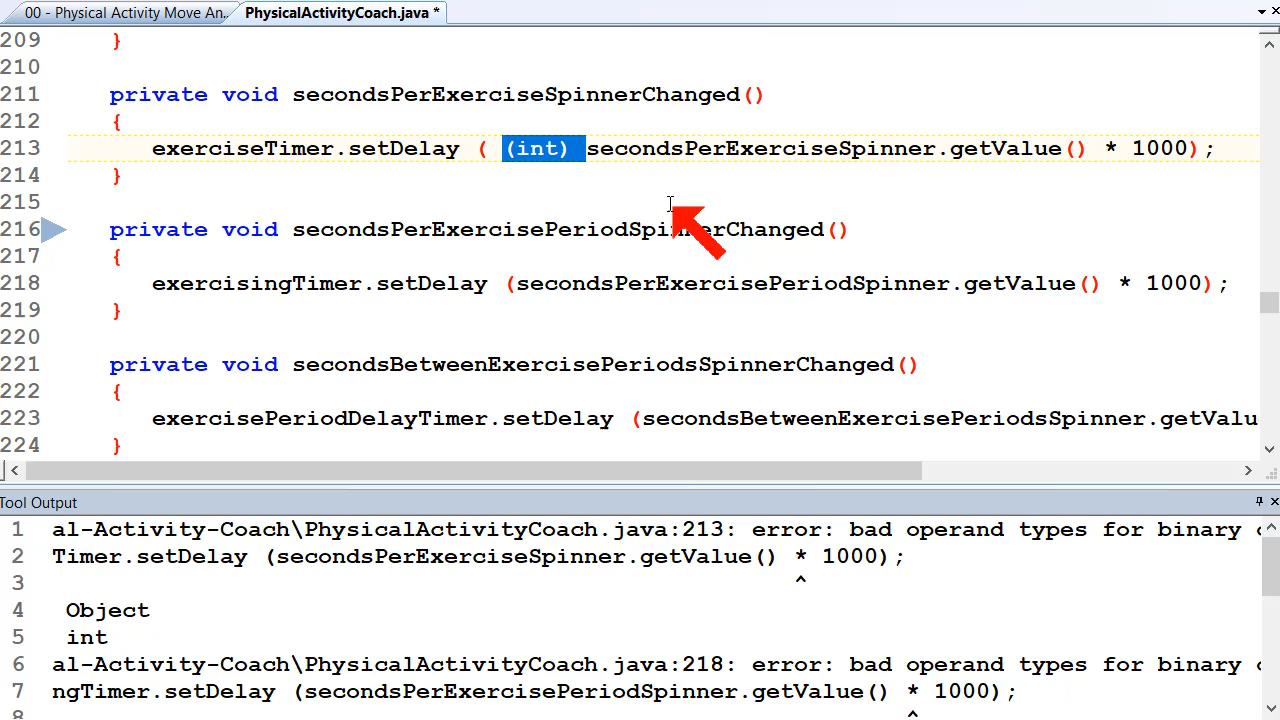 00 - Physical Activity Move An.. PhysicalActivityCoach.java *
209 }
210
211 private void secondsPerExerciseSpinnerChanged()
212 {
213 exerciseTimer.setDelay ( (int) secondsPerExerciseSpinner.getValue() * 1000);
214 }
215
216 private void secondsPerExercisePeriodSpinnerChanged()
217 {
218 exercisingTimer.setDelay (secondsPerExercisePeriodSpinner.getValue() * 1000);
219 }
220
221 private void secondsBetweenExercisePeriodsSpinnerChanged()
222 {
223 exercisePeriodDelayTimer.setDelay (secondsBetweenExercisePeriodsSpinner.getValu
224 }
Tool Output
1 al-Activity-Coach\PhysicalActivityCoach.java:213: error: bad operand types for binary
2 Timer.setDelay (secondsPerExerciseSpinner.getValue() * 1000);
3 ^
4 Object
5 int
6 al-Activity-Coach\PhysicalActivityCoach.java:218: error: bad operand types for binary
7 ngTimer.setDelay (secondsPerExercisePeriodSpinner.getValue() * 1000);
8 ^